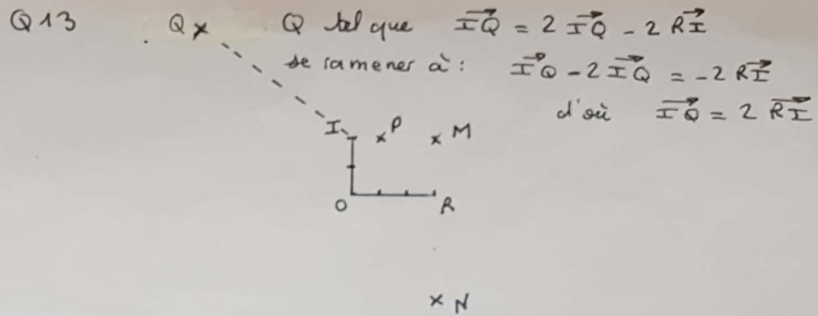 Q13 Q Q tel que IQ = 2 IQ - 2 RI
se ramener à : IQ - 2 IQ = -2 RI
d'où IQ = 2 RI
I P M
O R
N